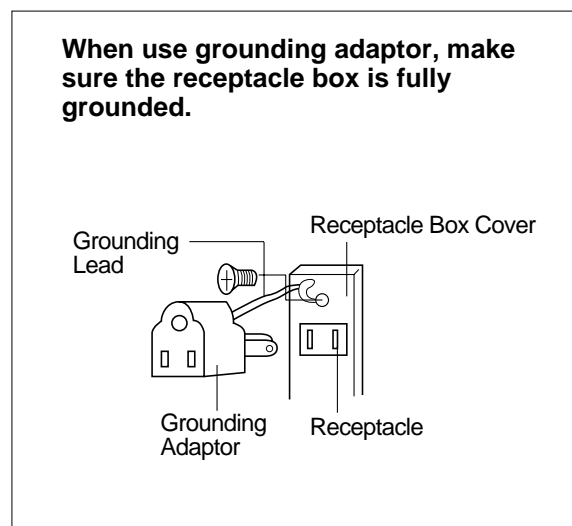 When use grounding adaptor, make
sure the receptacle box is fully
grounded.
Grounding
Lead
Receptacle Box Cover
Grounding
Adaptor
Receptacle